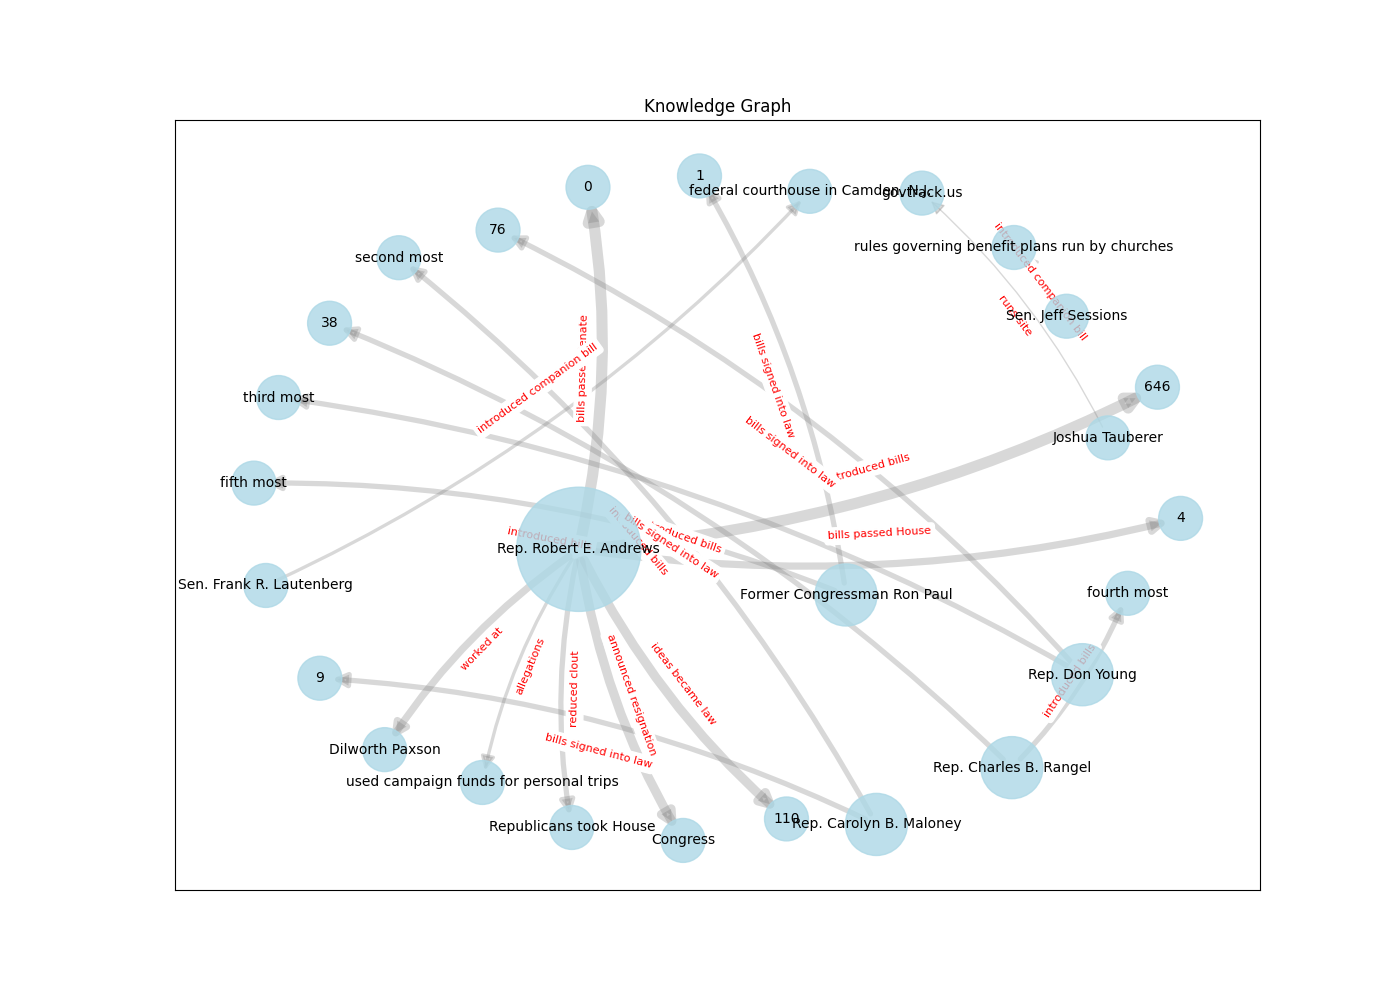 Knowledge Graph
1
0
federal courthouse in Camden, N.J.
govtrack.us
76
rules governing benefit plans run by churches
second most
introduced companion bill
38
runs site
Sen. Jeff Sessions
bills passed Senate
introduced companion bill
bills signed into law
646
third most
Joshua Tauberer
bills signed into law
introduced bills
fifth most
4
bills passed House
introduced bills
introduced bills
bills signed into law
introduced bills
Rep. Robert E. Andrews
Sen. Frank R. Lautenberg
Former Congressman Ron Paul
fourth most
worked at
allegations
reduced clout
announced resignation
ideas became law
9
Rep. Don Young
introduced bills
Dilworth Paxson
bills signed into law
Rep. Charles B. Rangel
used campaign funds for personal trips
Republicans took House
Congress
110
Rep. Carolyn B. Maloney